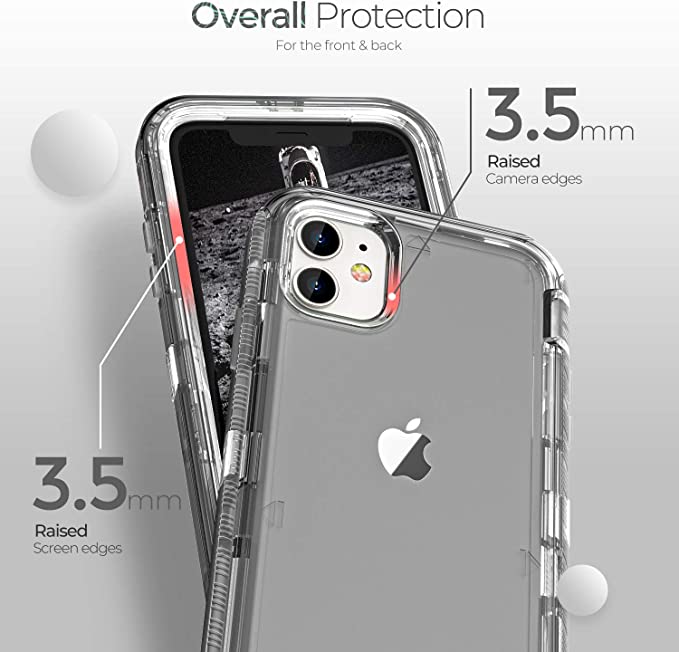 Overall Protection
For the front & back
3.5mm
Raised
Camera edges
3.5mm
Raised
Screen edges